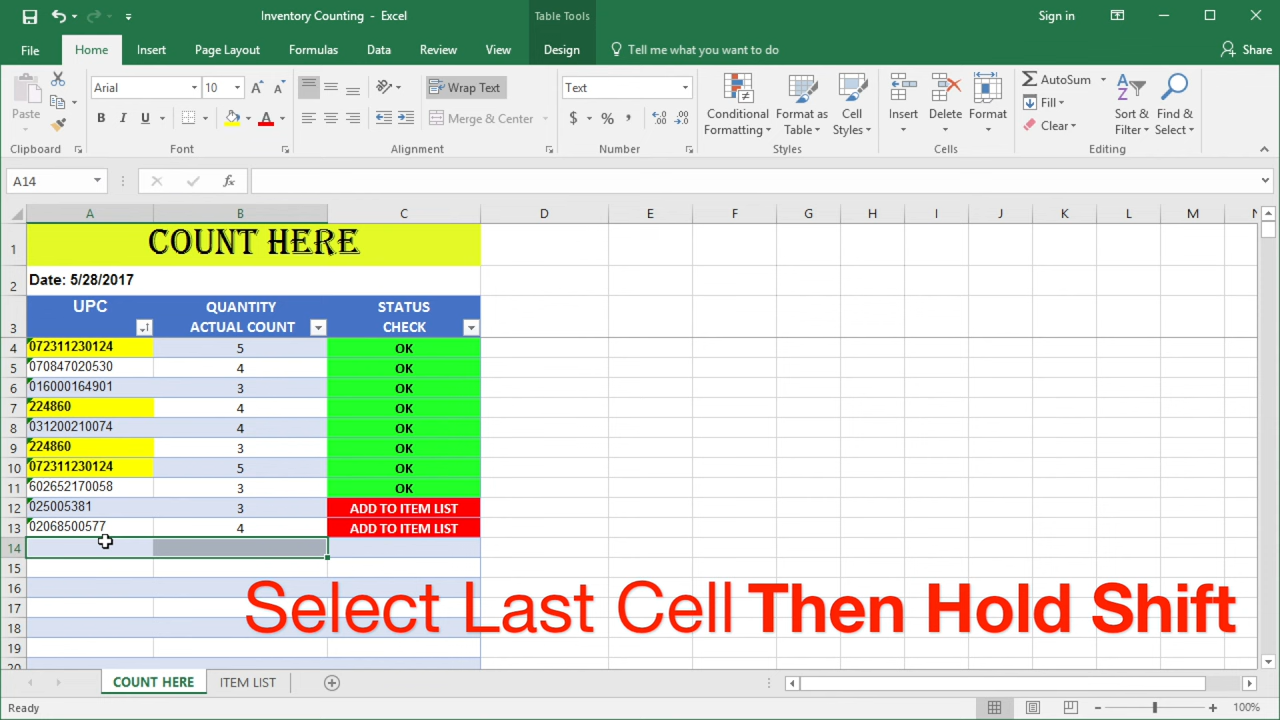 Inventory Counting - Excel
Table Tools
Sign in
File
Home
Insert
Page Layout
Formulas
Data
Review
View
Design
Tell me what you want to do
Share
Paste
Clipboard
Arial
10
B I U
A
Font
Wrap Text
Merge & Center
Alignment
Text
$ % ,
Number
Conditional Formatting
Format as Table
Cell Styles
Styles
Insert
Delete
Format
Cells
AutoSum
Fill
Clear
Sort & Filter
Find & Select
Editing
A14
fx
A B C D E F G H I J K L M N
1 COUNT HERE
2 Date: 5/28/2017
3 UPC QUANTITY ACTUAL COUNT STATUS CHECK
4 072311230124 5 OK
5 070847020530 4 OK
6 016000164901 3 OK
7 224860 4 OK
8 031200210074 4 OK
9 224860 3 OK
10 072311230124 5 OK
11 602652170058 3 OK
12 025005381 3 ADD TO ITEM LIST
13 02068500577 4 ADD TO ITEM LIST
14
15
16
17
18
19
20
Select Last Cell Then Hold Shift
COUNT HERE
ITEM LIST
Ready
100%